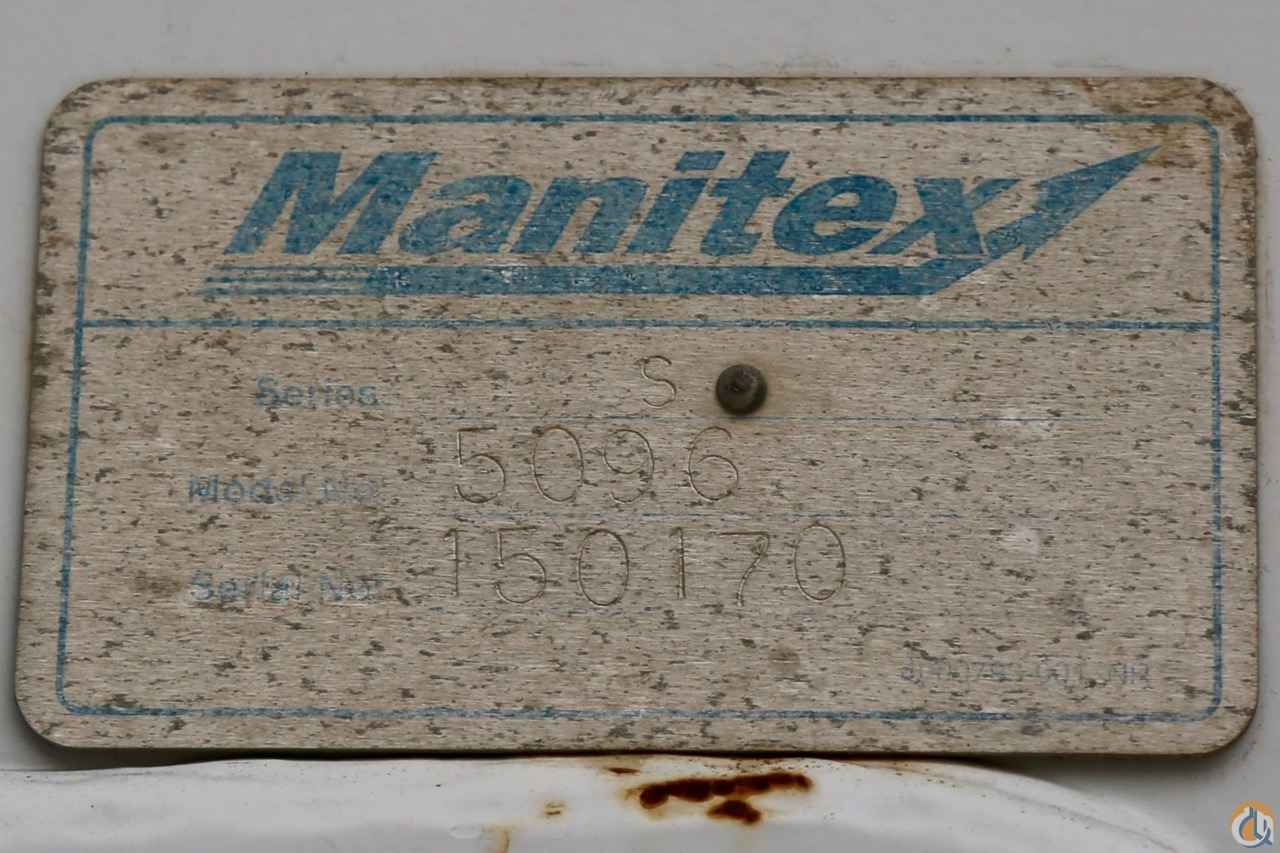 Manitex
Series S
Model No. 5096
Serial No. 150170